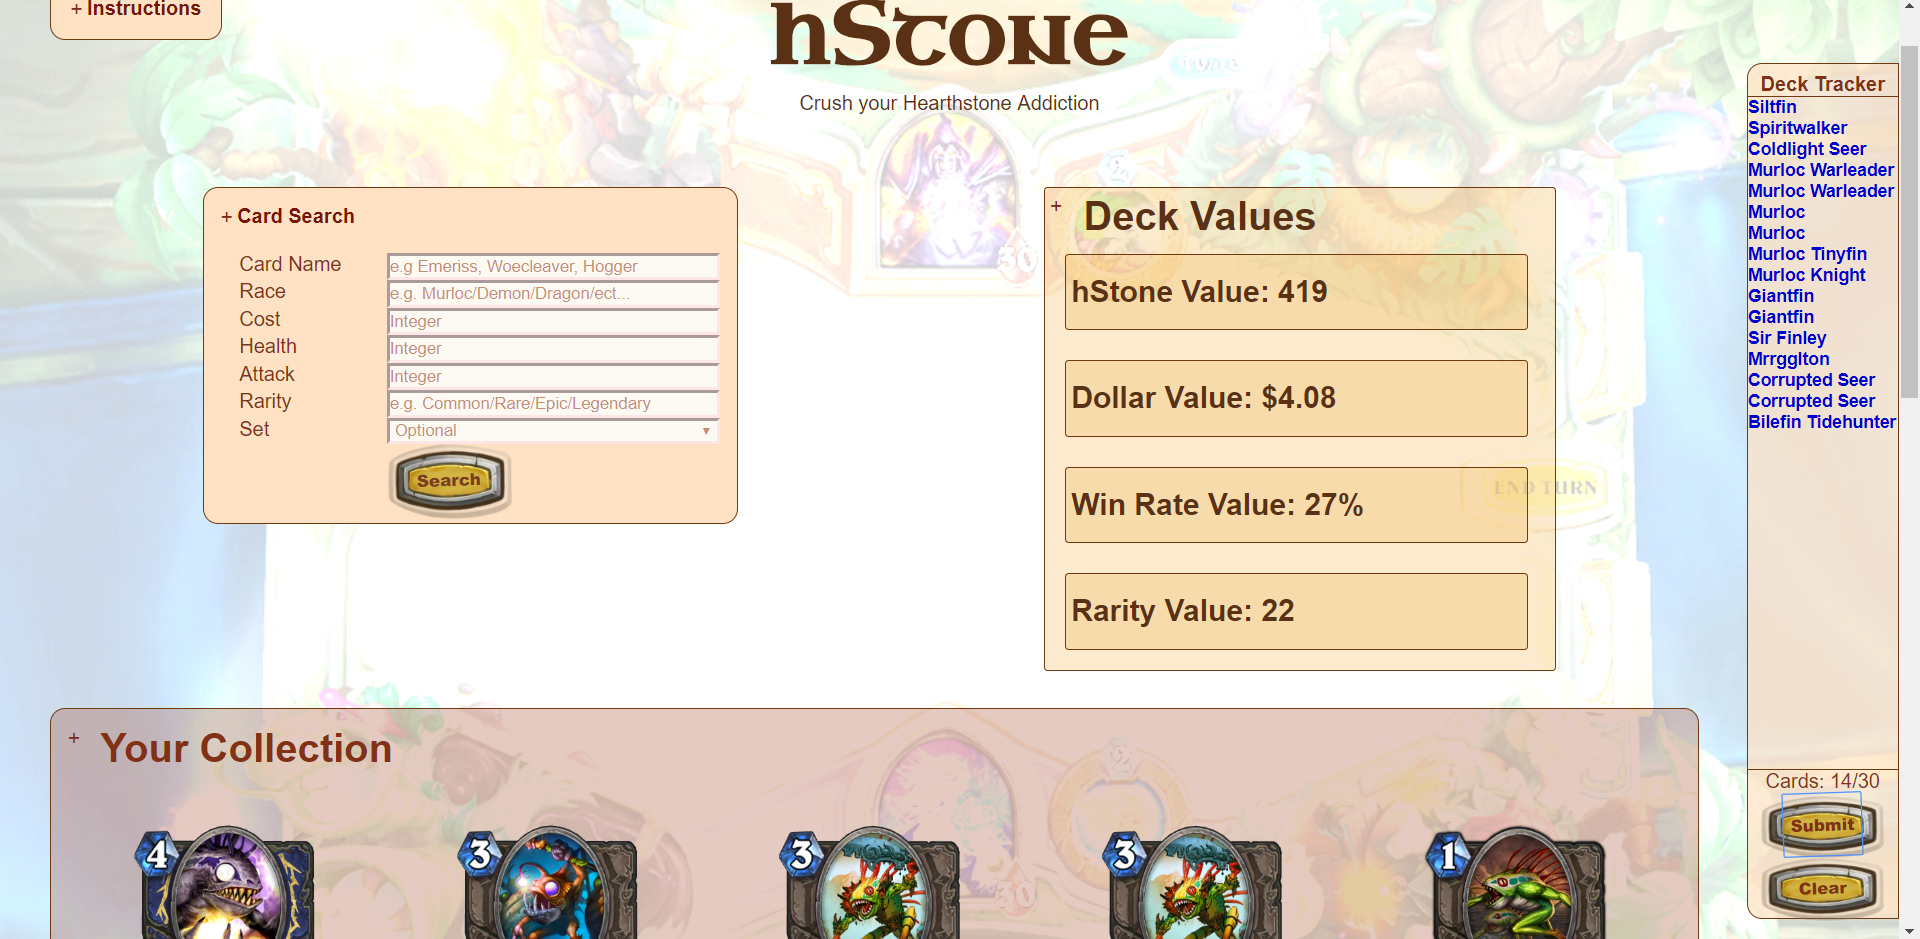 + Instructions
hStone
Crush your Hearthstone Addiction
+ Card Search
Card Name e.g Emeriss, Woecleaver, Hogger
Race e.g. Murloc/Demon/Dragon/ect...
Cost Integer
Health Integer
Attack Integer
Rarity e.g. Common/Rare/Epic/Legendary
Set Optional
Search
+ Deck Values
hStone Value: 419
Dollar Value: $4.08
Win Rate Value: 27%
Rarity Value: 22
END TURN
30
+ Your Collection
4
3
3
3
1
30
Deck Tracker
Siltfin
Spiritwalker
Coldlight Seer
Murloc Warleader
Murloc Warleader
Murloc
Murloc
Murloc Tinyfin
Murloc Knight
Giantfin
Giantfin
Sir Finley
Mrrgglton
Corrupted Seer
Corrupted Seer
Bilefin Tidehunter
Cards: 14/30
Submit
Clear